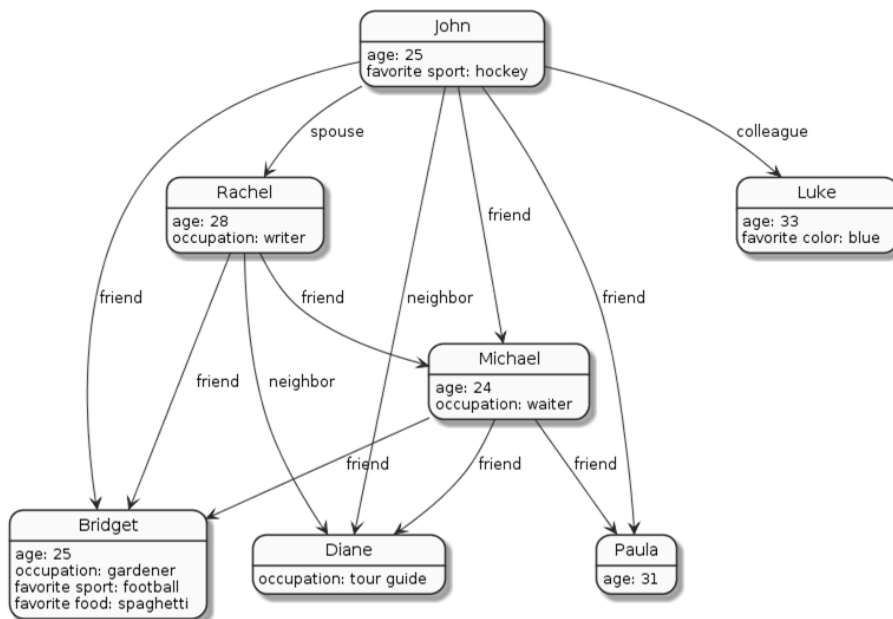 John
age: 25
favorite sport: hockey
spouse
colleague
Rachel
age: 28
occupation: writer
Luke
age: 33
favorite color: blue
friend
friend
friend
neighbor
friend
Michael
age: 24
occupation: waiter
friend
neighbor
friend
friend
friend
Bridget
age: 25
occupation: gardener
favorite sport: football
favorite food: spaghetti
Diane
occupation: tour guide
Paula
age: 31